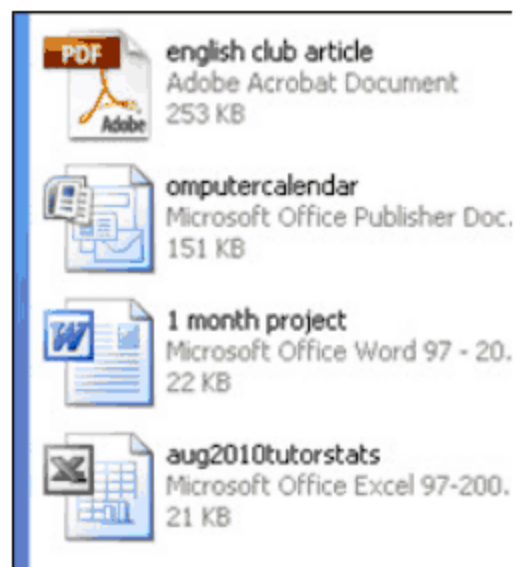 PDF
Adobe
english club article
Adobe Acrobat Document
253 KB
omputercalendar
Microsoft Office Publisher Doc.
151 KB
W
1 month project
Microsoft Office Word 97 - 20.
22 KB
X
aug2010tutorstats
Microsoft Office Excel 97-200.
21 KB